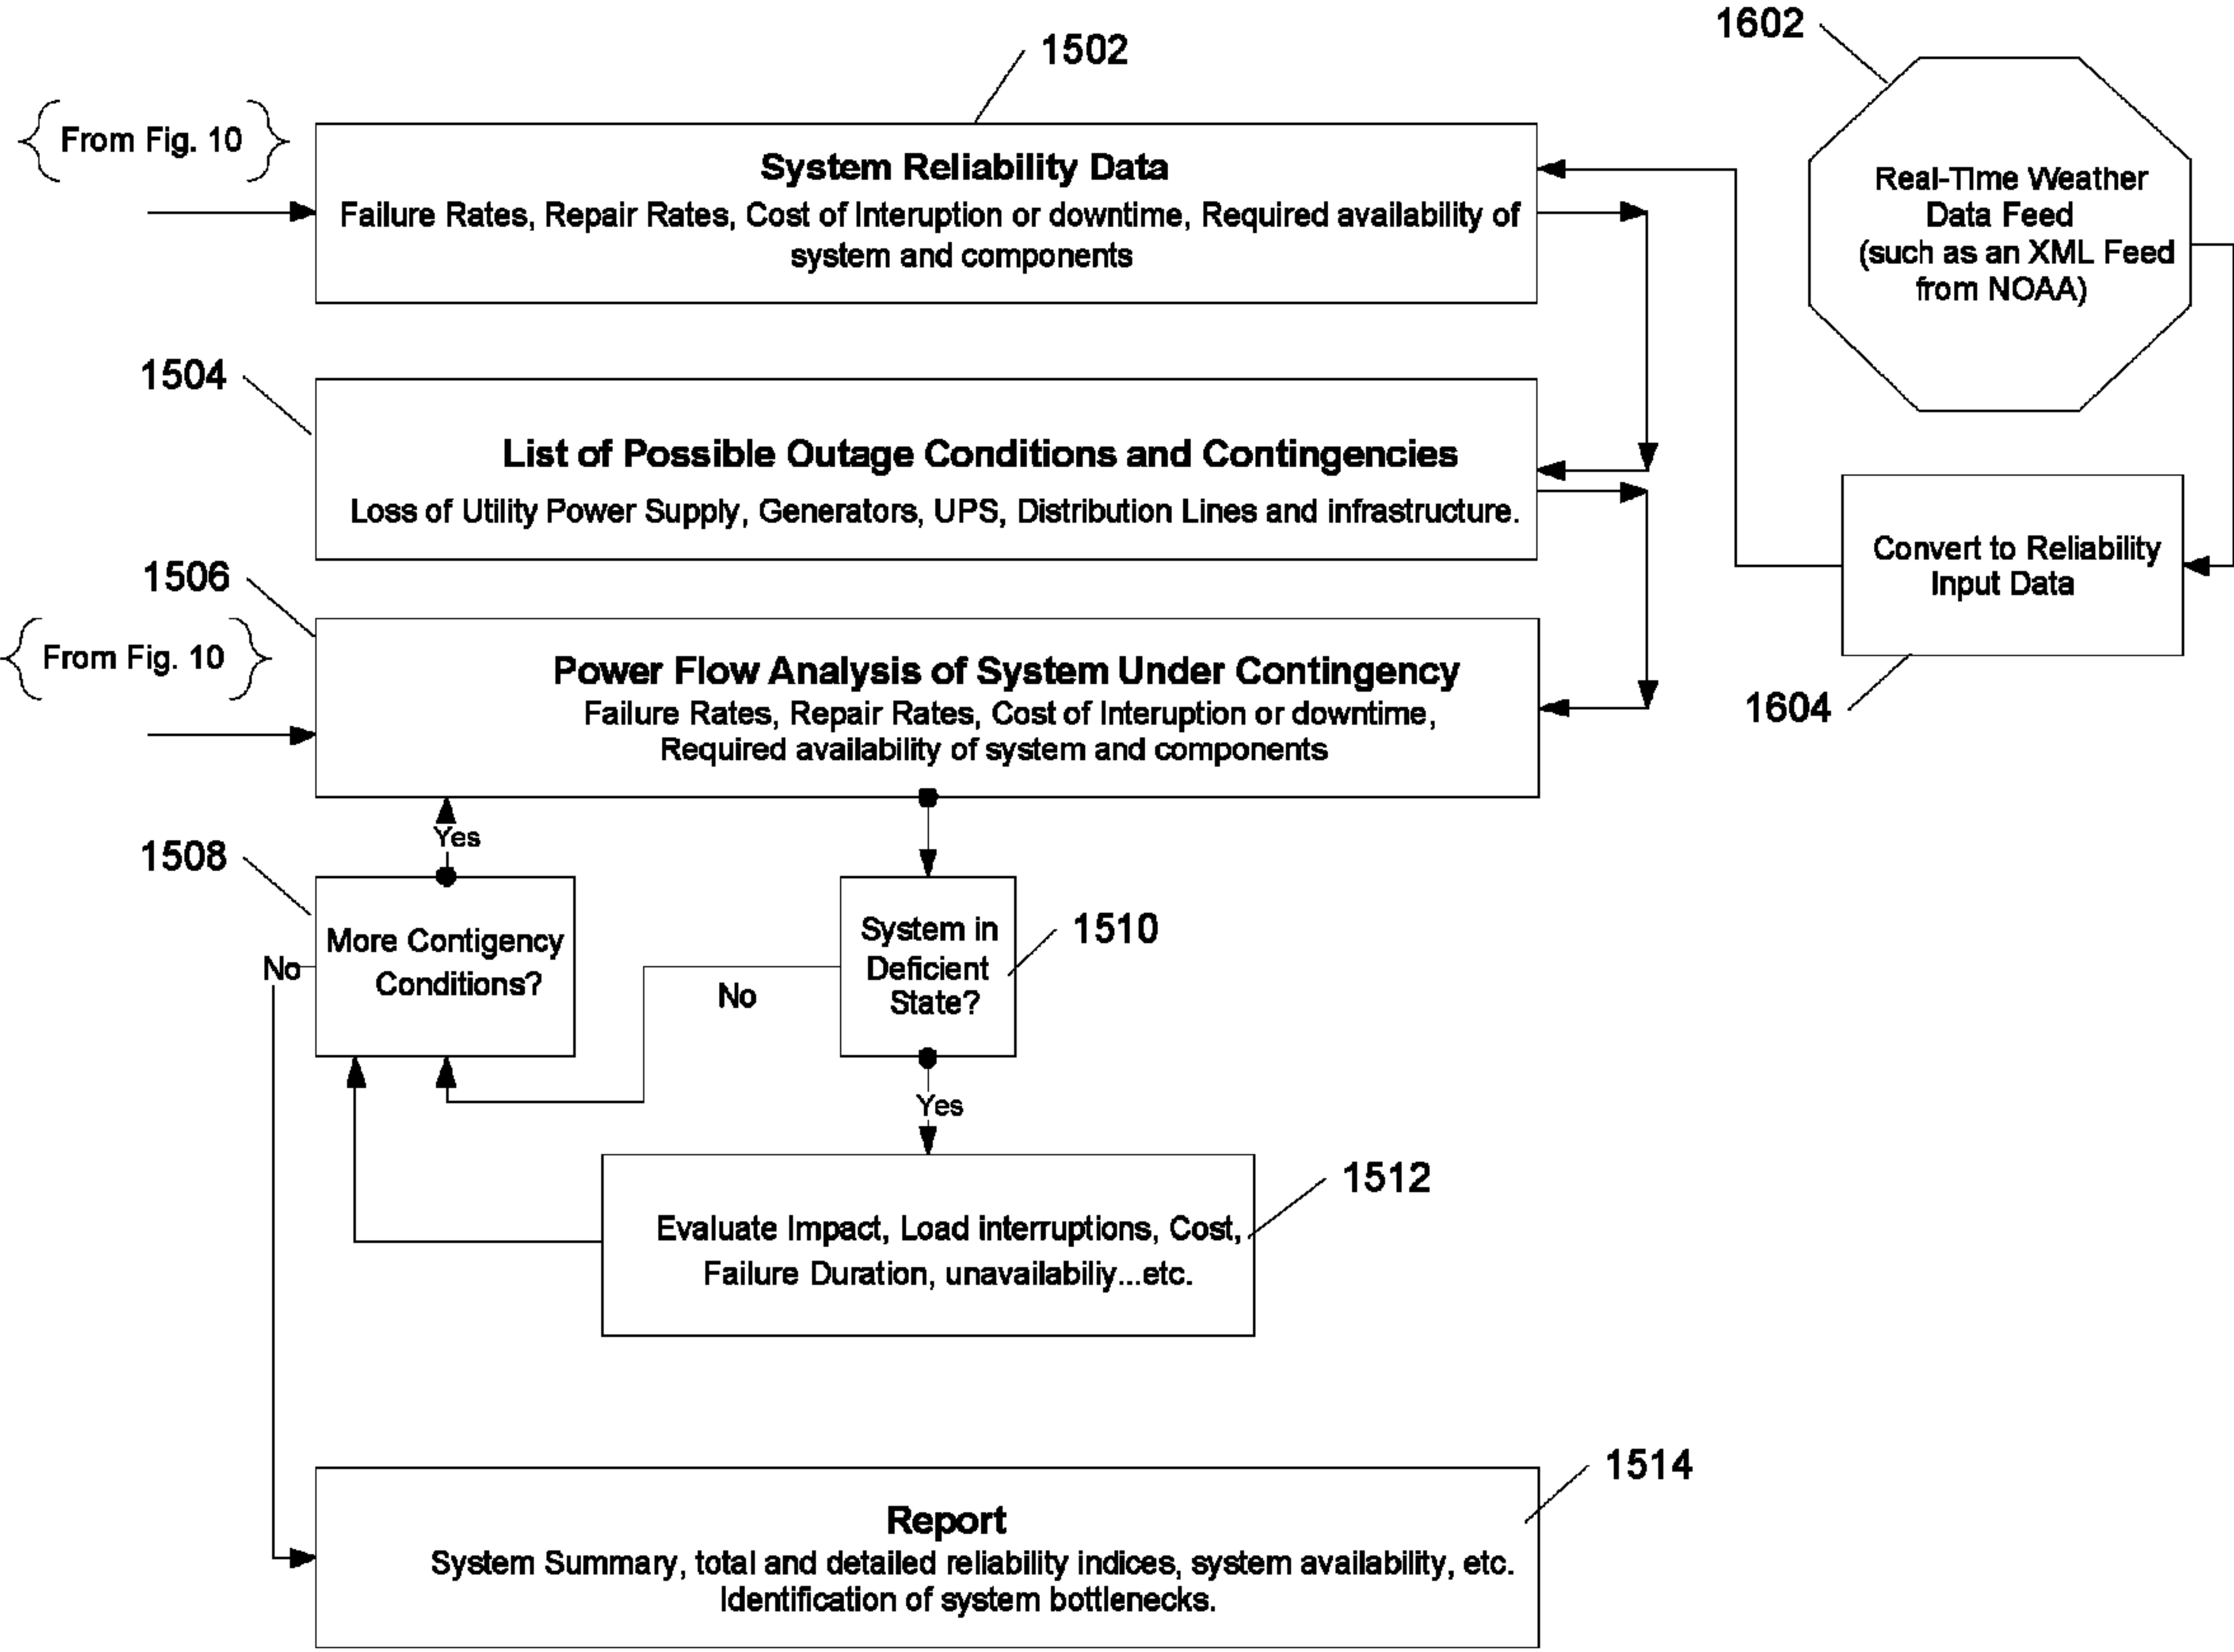 1602
1502
From Fig. 10
System Reliability Data
Failure Rates, Repair Rates, Cost of Interuption or downtime, Required availability of
system and components
Real-TIme Weather
Data Feed
(such as an XML Feed
from NOAA)
1504
List of Possible Outage Conditions and Contingencies
Loss of Utility Power Supply, Generators, UPS, Distribution Lines and infrastructure.
Convert to Reliability
Input Data
1604
1506
From Fig. 10
Power Flow Analysis of System Under Contingency
Failure Rates, Repair Rates, Cost of Interuption or downtime,
Required availability of system and components
Yes
1508
More Contigency
Conditions?
No
System in
Deficient
State?
1510
No
Yes
1512
Evaluate Impact, Load interruptions, Cost,
Failure Duration, unavailabiliy...etc.
1514
Report
System Summary, total and detailed reliability indices, system availability, etc.
Identification of system bottlenecks.